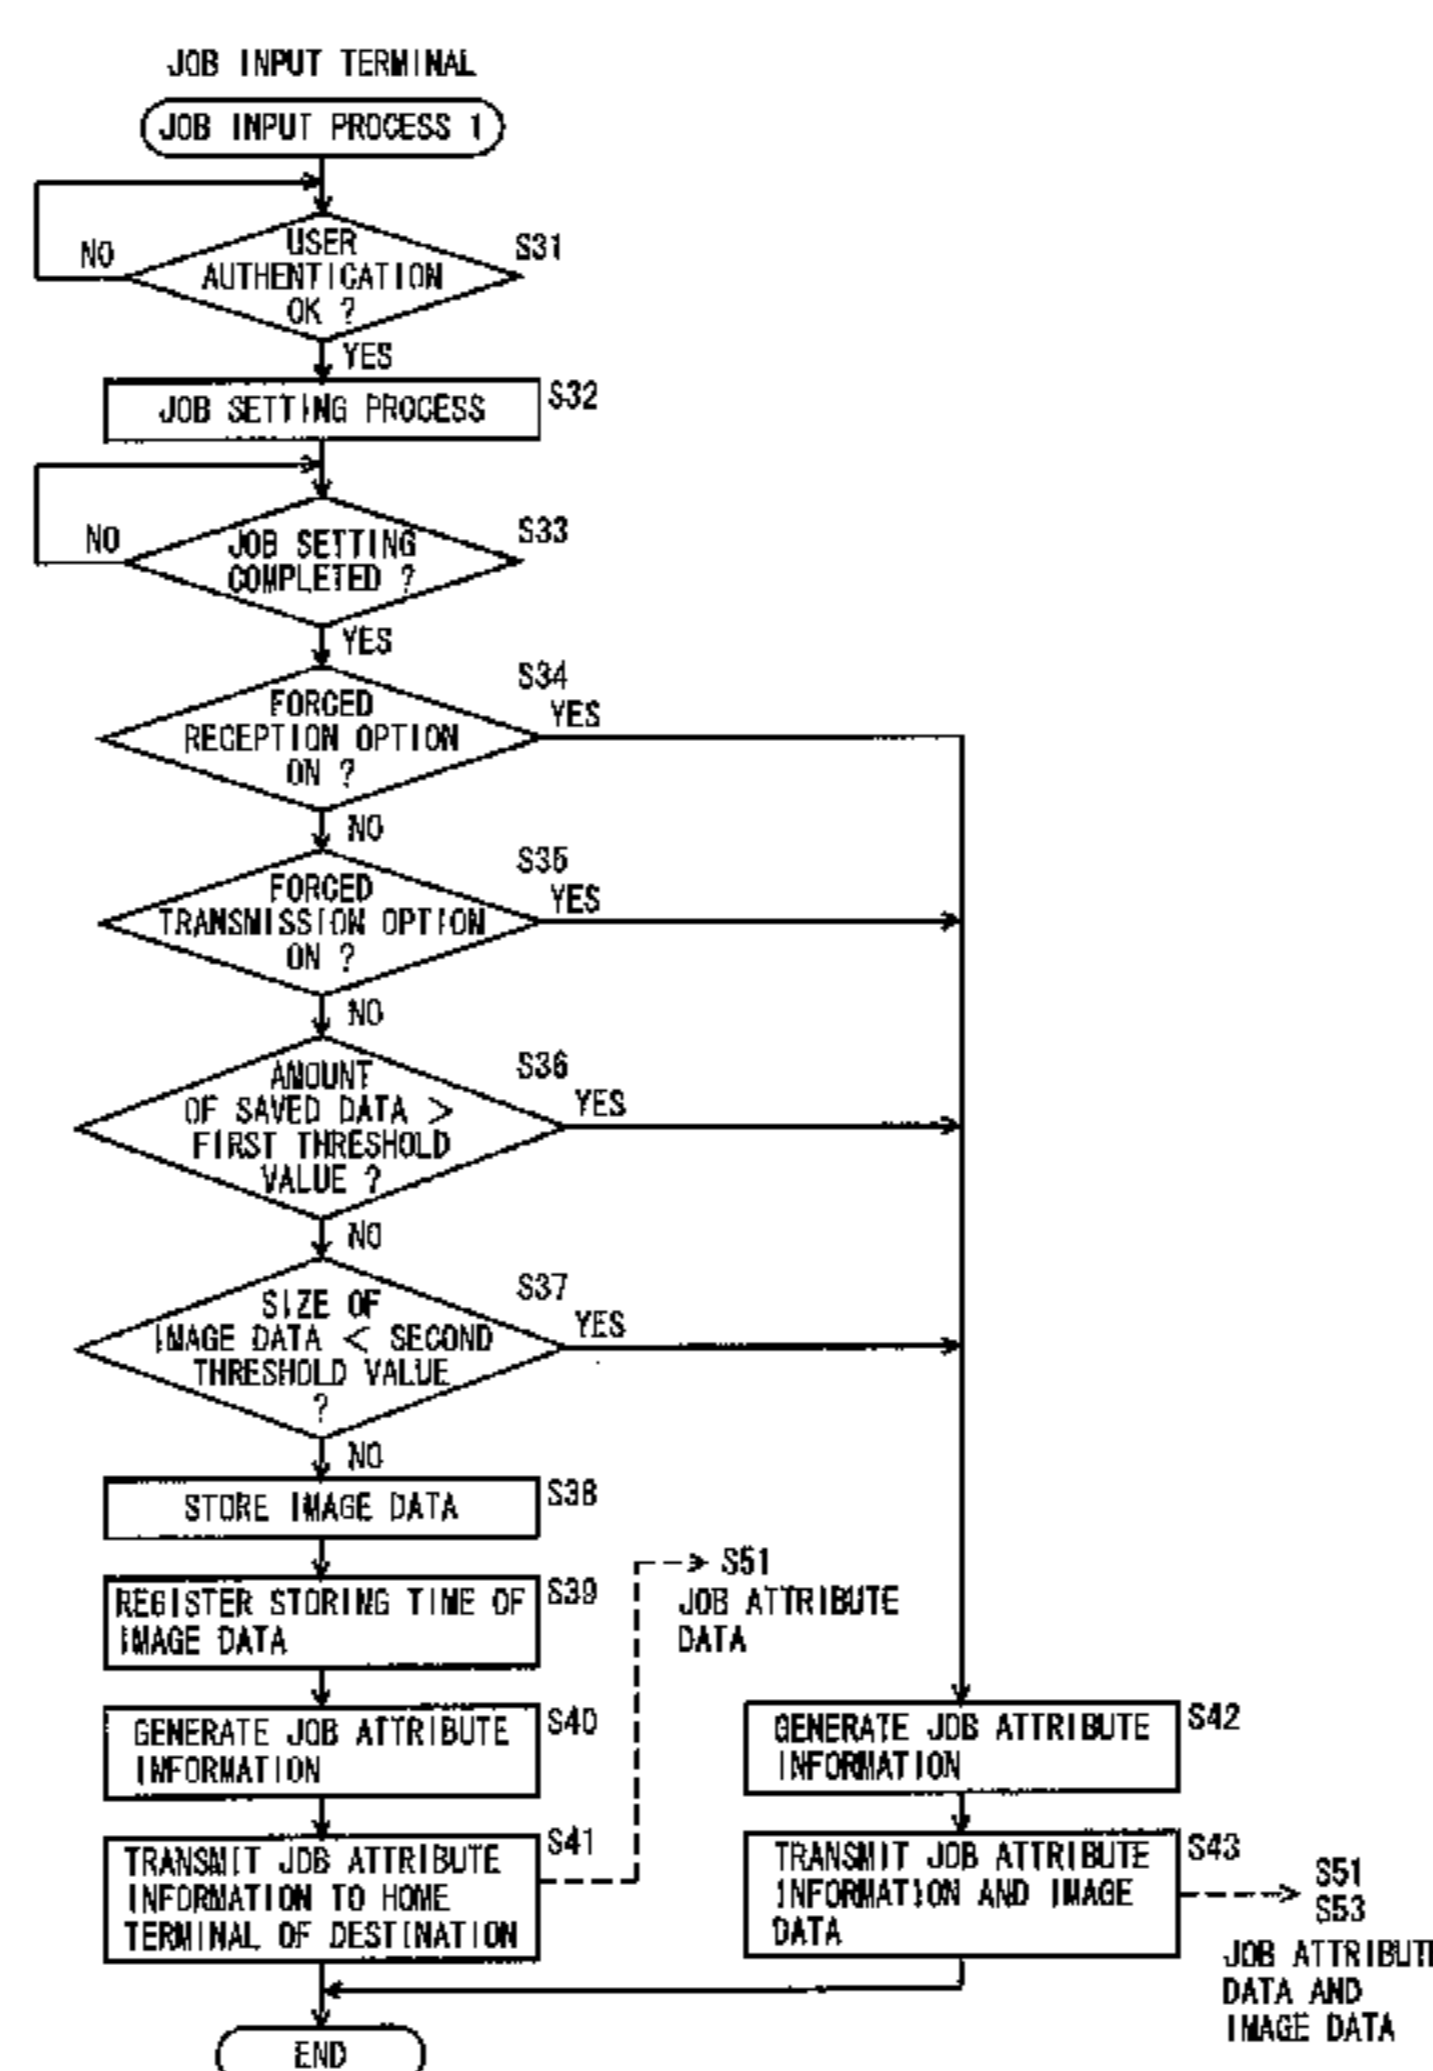 JOB INPUT TERMINAL
JOB INPUT PROCESS 1
USER
AUTHENTICATION
OK ?
S31
NO
YES
JOB SETTING PROCESS
S32
JOB SETTING
COMPLETED ?
S33
NO
YES
FORCED
RECEPTION OPTION
ON ?
S34
YES
NO
FORCED
TRANSMISSION OPTION
ON ?
S35
YES
NO
AMOUNT
OF SAVED DATA >
FIRST THRESHOLD
VALUE ?
S36
YES
NO
SIZE OF
IMAGE DATA < SECOND
THRESHOLD VALUE
?
S37
YES
NO
STORE IMAGE DATA
S38
REGISTER STORING TIME OF
IMAGE DATA
S39
S51
JOB ATTRIBUTE
DATA
GENERATE JOB ATTRIBUTE
INFORMATION
S40
TRANSMIT JOB ATTRIBUTE
INFORMATION TO HOME
TERMINAL OF DESTINATION
S41
GENERATE JOB ATTRIBUTE
INFORMATION
S42
TRANSMIT JOB ATTRIBUTE
INFORMATION AND IMAGE
DATA
S43
S51
S53
JOB ATTRIBUT
DATA AND
IMAGE DATA
END